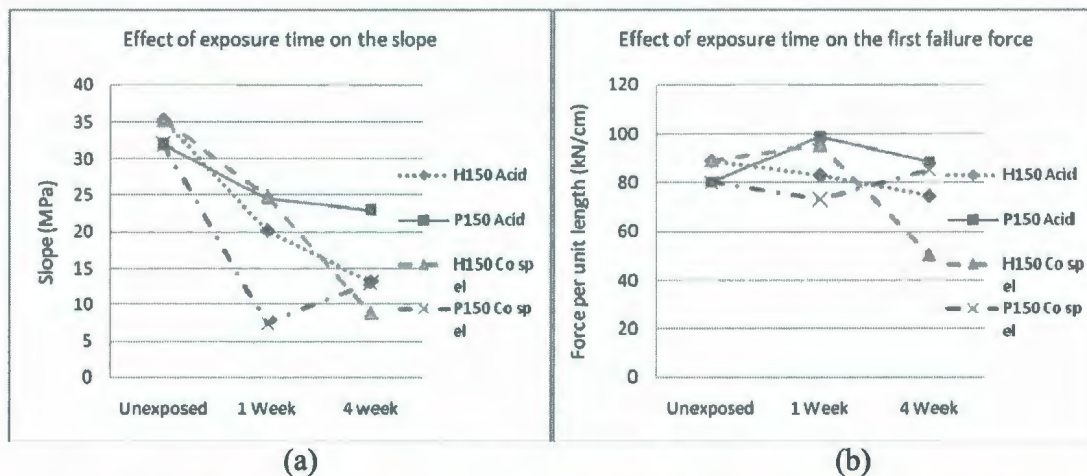 Effect of exposure time on the slope
Slope (MPa)
40
35
30
25
20
15
10
5
0
Unexposed 1 Week 4 week
H150 Acid
P150 Acid
H150 Co sp
el
P150 Co sp
el
(a)
Effect of exposure time on the first failure force
Force per unit length (kN/cm)
120
100
80
60
40
20
0
Unexposed 1 Week 4 Week
H150 Acid
P150 Acid
H150 Co sp
el
P150 Co sp
el
(b)